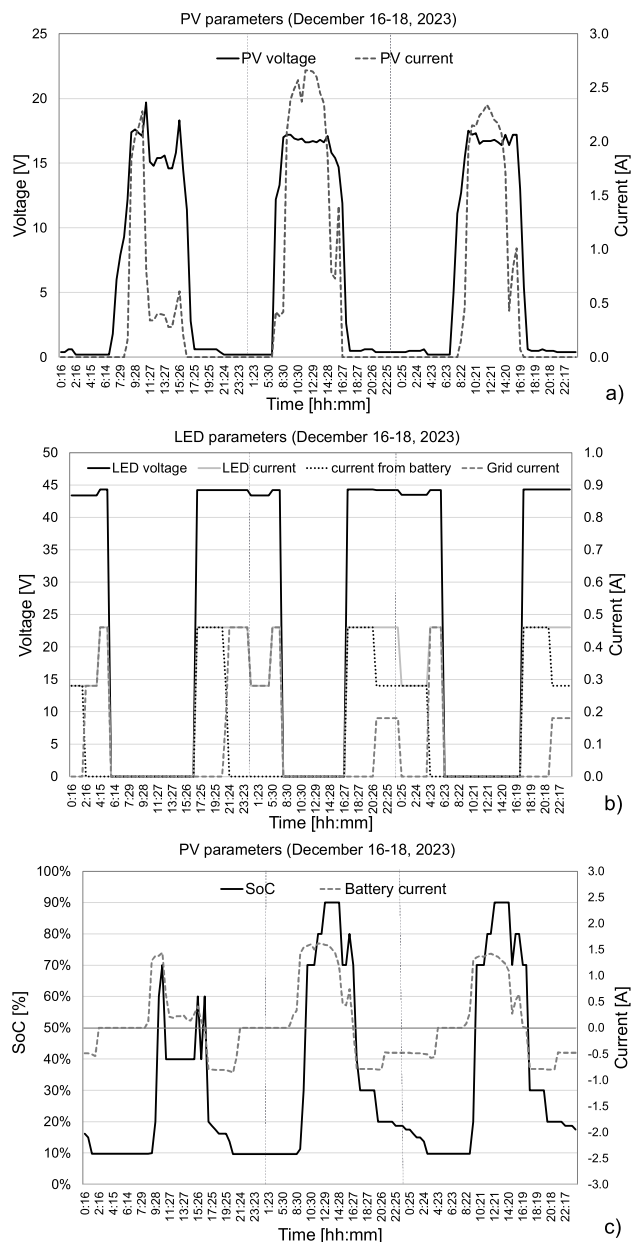 PV parameters (December 16-18, 2023)
PV voltage PV current
25 20 15 10 5 0
Voltage [V]
3.0 2.5 2.0 1.5 1.0 0.5 0.0
Current [A]
0:16 2:16 4:15 6:14 7:29 9:28 11:27 13:27 15:26 17:25 19:25 21:24 23:23 1:23 5:30 8:30 10:30 12:29 14:28 16:27 18:27 20:26 22:25 0:25 2:24 4:23 6:23 8:22 10:21 12:21 14:20 16:19 18:19 20:18 22:17
Time [hh:mm]
a)
LED parameters (December 16-18, 2023)
LED voltage LED current current from battery Grid current
50 45 40 35 30 25 20 15 10 5 0
Voltage [V]
1.0 0.9 0.8 0.7 0.6 0.5 0.4 0.3 0.2 0.1 0.0
Current [A]
0:16 2:16 4:15 6:14 7:29 9:28 11:27 13:27 15:26 17:25 19:25 21:24 23:23 1:23 5:30 8:30 10:30 12:29 14:28 16:27 18:27 20:26 22:25 0:25 2:24 4:23 6:23 8:22 10:21 12:21 14:20 16:19 18:19 20:18 22:17
Time [hh:mm]
b)
PV parameters (December 16-18, 2023)
SoC Battery current
100% 90% 80% 70% 60% 50% 40% 30% 20% 10% 0%
SoC [%]
3.0 2.5 2.0 1.5 1.0 0.5 0.0 -0.5 -1.0 -1.5 -2.0 -2.5 -3.0
Current [A]
0:16 2:16 4:15 6:14 7:29 9:28 11:27 13:27 15:26 17:25 19:25 21:24 23:23 1:23 5:30 8:30 10:30 12:29 14:28 16:27 18:27 20:26 22:25 0:25 2:24 4:23 6:23 8:22 10:21 12:21 14:20 16:19 18:19 20:18 22:17
Time [hh:mm]
c)